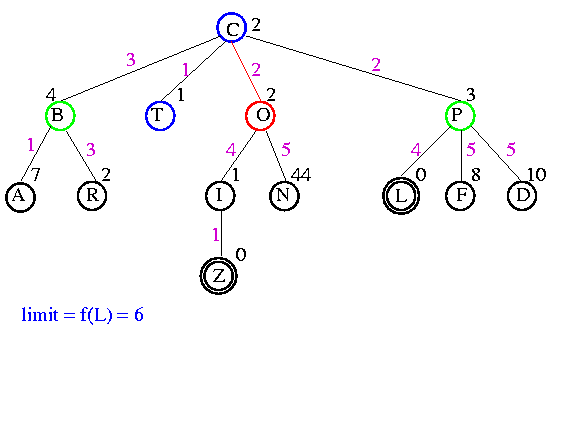 C 2
3 1 2 2
4 1 2 3
B T O P
1 3 4 5 4 5 5
7 2 1 44 0 8 10
A R I N L F D
1
0
Z
limit = f(L) = 6